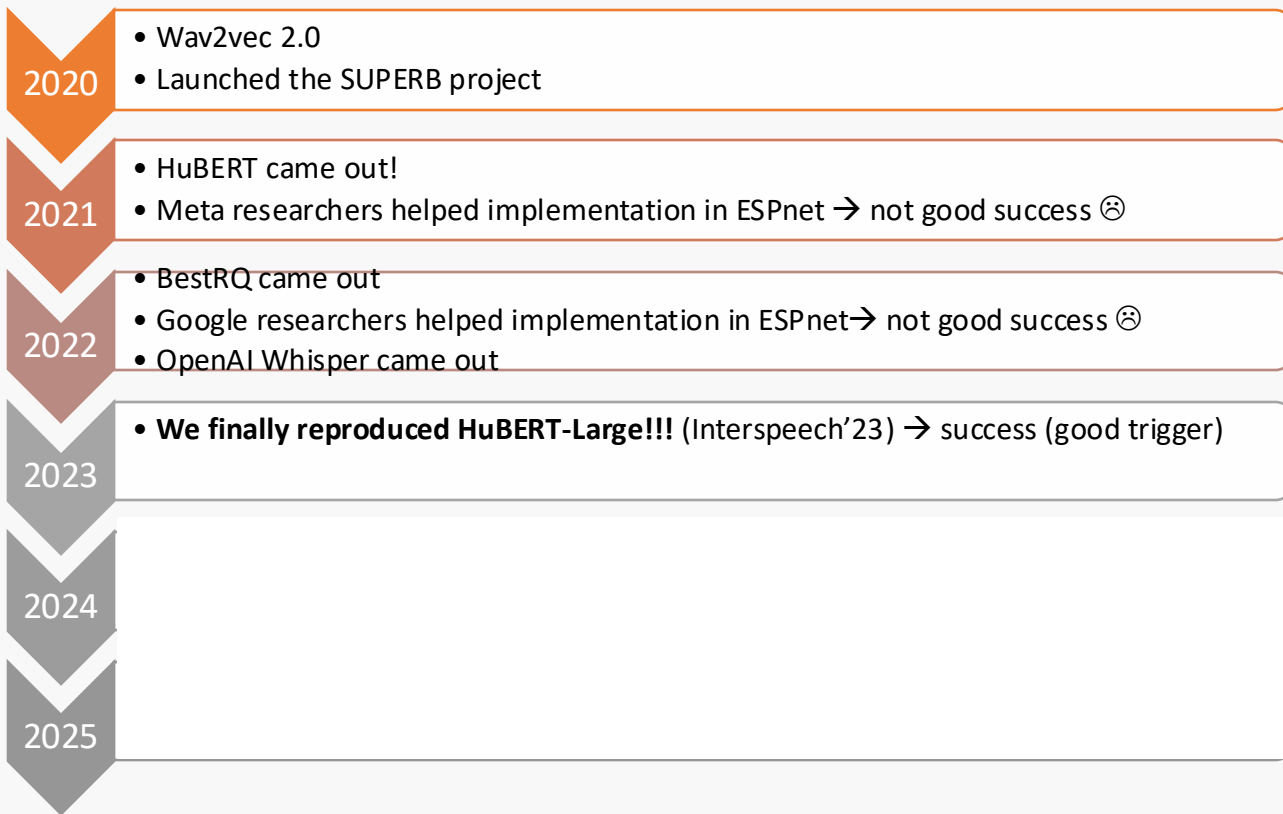 2020
• Wav2vec 2.0
• Launched the SUPERB project
2021
• HuBERT came out!
• Meta researchers helped implementation in ESPnet → not good success ☹
2022
• BestRQ came out
• Google researchers helped implementation in ESPnet→ not good success ☹
• OpenAI Whisper came out
2023
• We finally reproduced HuBERT-Large!!! (Interspeech’23) → success (good trigger)
2024
2025